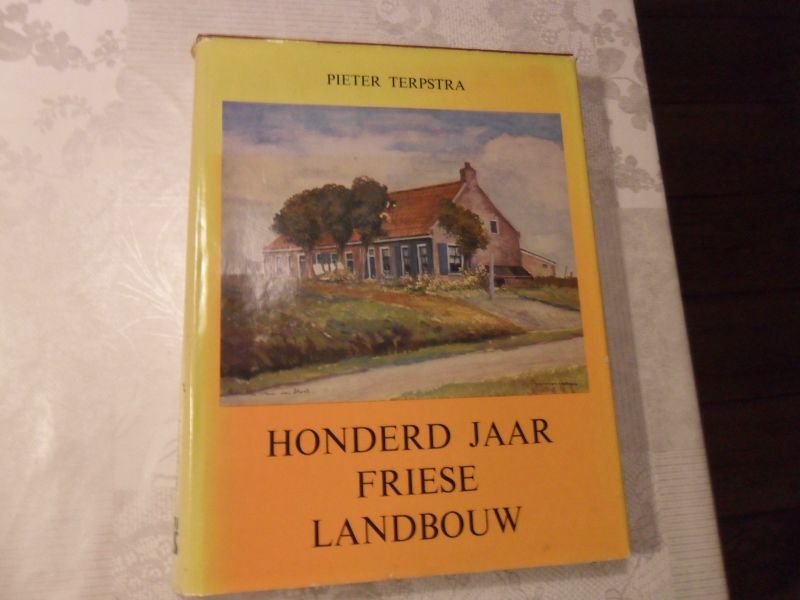 PIETER TERPSTRA
HONDERD JAAR
FRIESE
LANDBOUW